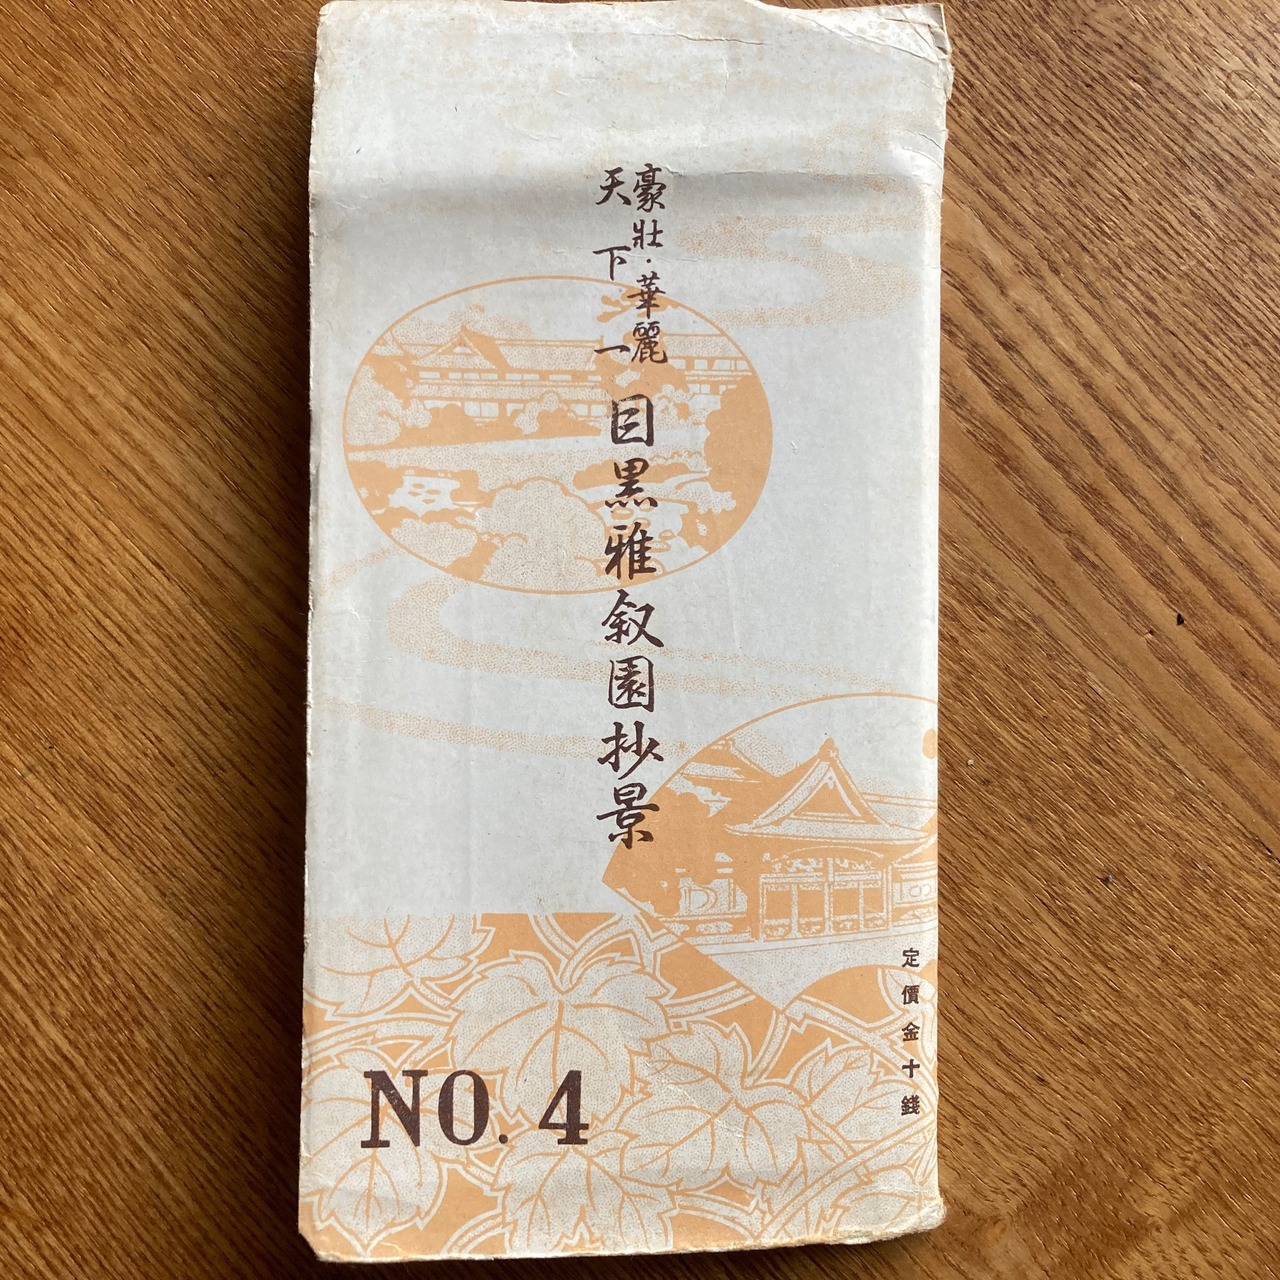 豪壯・華麗
天下一
目黒雅叙園抄景
定價金十錢
NO. 4